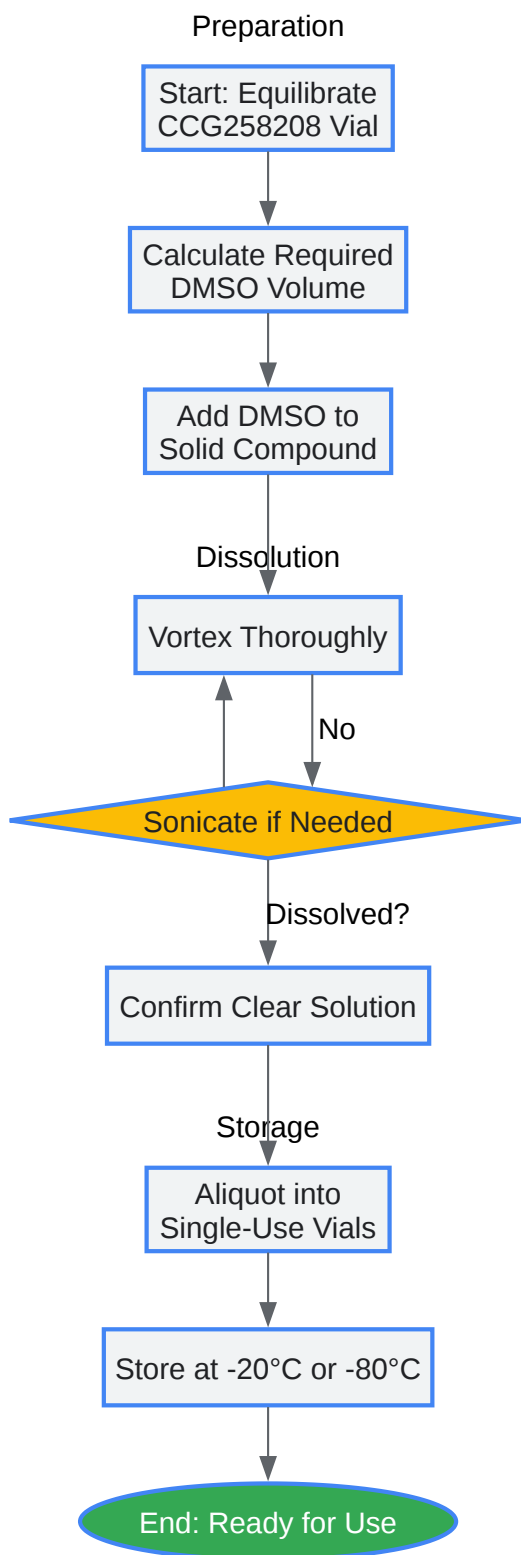 Preparation
Start: Equilibrate
CCG258208 Vial
Calculate Required
DMSO Volume
Add DMSO to
Solid Compound
Dissolution
Vortex Thoroughly
No
Sonicate if Needed
Dissolved?
Confirm Clear Solution
Storage
Aliquot into
Single-Use Vials
Store at -20°C or -80°C
End: Ready for Use